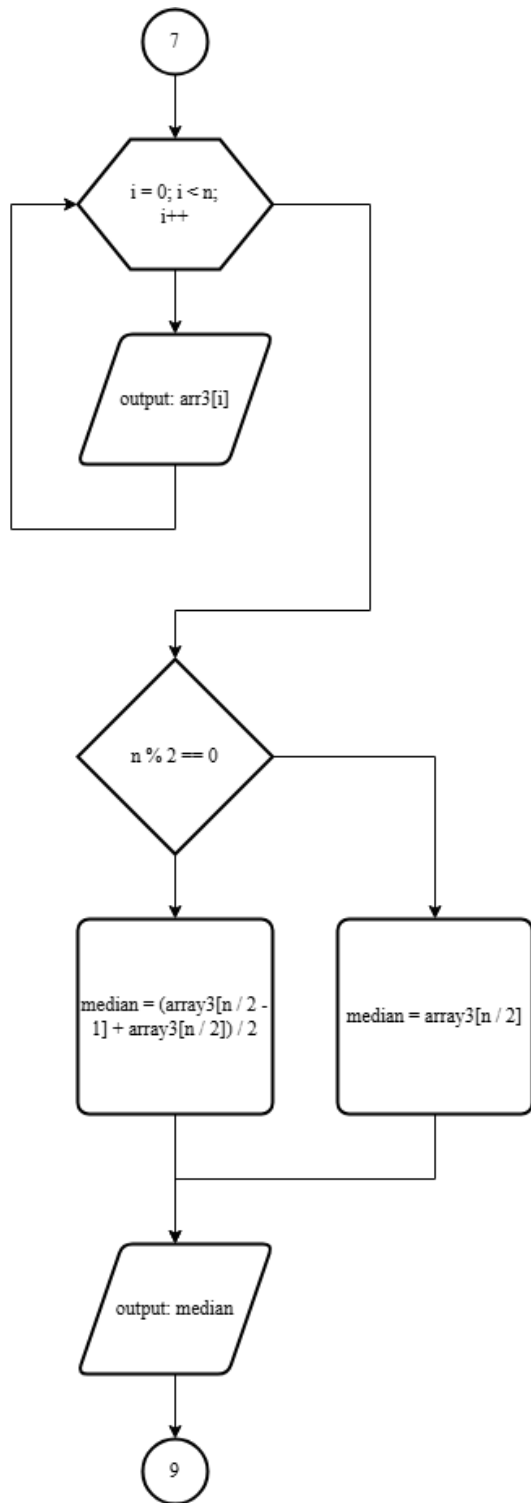 7
i = 0; i < n;
i++
output: arr3[i]
n % 2 == 0
median = (array3[n / 2 -
1] + array3[n / 2]) / 2
median = array3[n / 2]
output: median
9